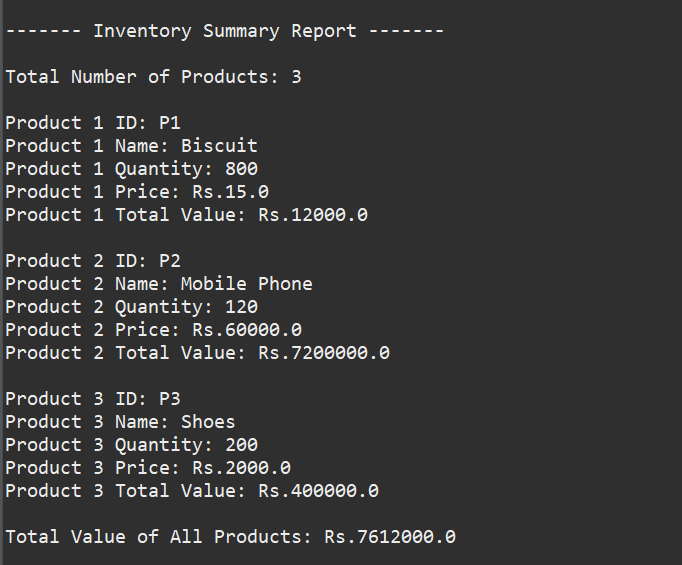 ------- Inventory Summary Report -------
Total Number of Products: 3
Product 1 ID: P1
Product 1 Name: Biscuit
Product 1 Quantity: 800
Product 1 Price: Rs.15.0
Product 1 Total Value: Rs.12000.0
Product 2 ID: P2
Product 2 Name: Mobile Phone
Product 2 Quantity: 120
Product 2 Price: Rs.60000.0
Product 2 Total Value: Rs.7200000.0
Product 3 ID: P3
Product 3 Name: Shoes
Product 3 Quantity: 200
Product 3 Price: Rs.2000.0
Product 3 Total Value: Rs.400000.0
Total Value of All Products: Rs.7612000.0